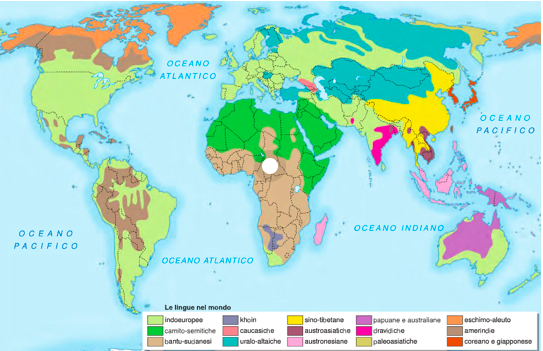 OCEANO
ATLANTICO
OCEANO
PACIFICO
OCEANO
PACIFICO
OCEANO INDIANO
OCEANO ATLANTICO
Le lingue nel mondo
indoeuropee
khoin
sino-tibetane
papuane e australiane
eschimo-aleuto
camito-semitiche
caucasiche
austroasiatiche
dravidiche
amerindie
bantu-sudanesi
uralo-altaiche
austronesiane
paleoasiatiche
coreano e giapponese